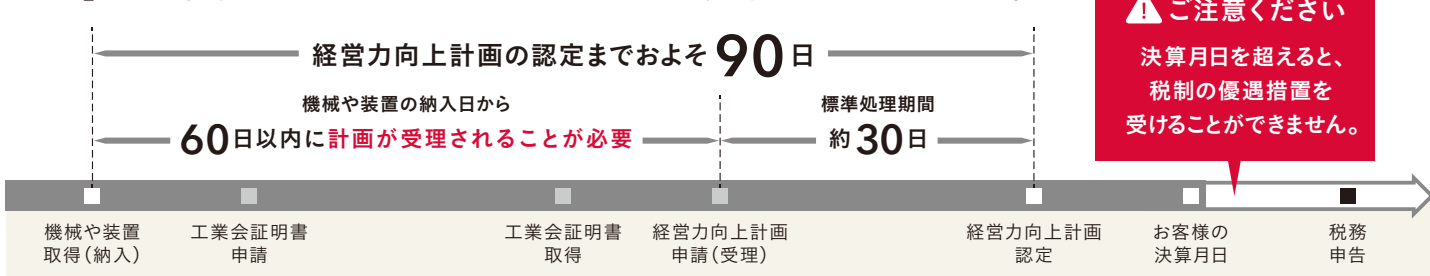 ご注意ください
決算月日を超えると、
税制の優遇措置を
受けることができません。
経営力向上計画の認定までおよそ90日
機械や装置の納入日から
60日以内に計画が受理されることが必要
標準処理期間
約30日
機械や装置
取得(納入)
工業会証明書
申請
工業会証明書
取得
経営力向上計画
申請(受理)
経営力向上計画
認定
お客様の
決算月日
税務
申告